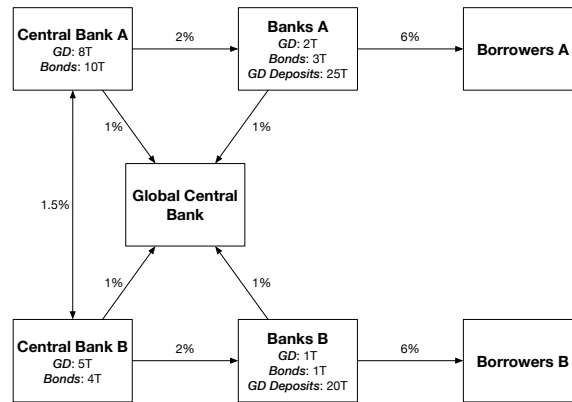 Central Bank A
GD: 8T
Bonds: 10T
2%
Banks A
GD: 2T
Bonds: 3T
GD Deposits: 25T
6%
Borrowers A
1%
1%
1.5%
Global Central
Bank
1%
1%
Central Bank B
GD: 5T
Bonds: 4T
2%
Banks B
GD: 1T
Bonds: 1T
GD Deposits: 20T
6%
Borrowers B